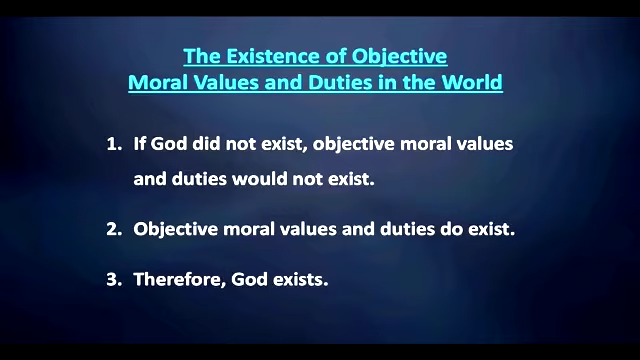 The Existence of Objective
Moral Values and Duties in the World
1. If God did not exist, objective moral values
and duties would not exist.
2. Objective moral values and duties do exist.
3. Therefore, God exists.